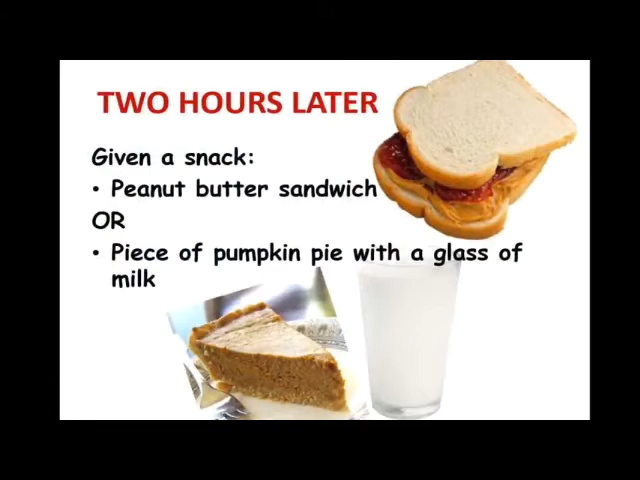 TWO HOURS LATER
Given a snack:
• Peanut butter sandwich
OR
• Piece of pumpkin pie with a glass of
milk